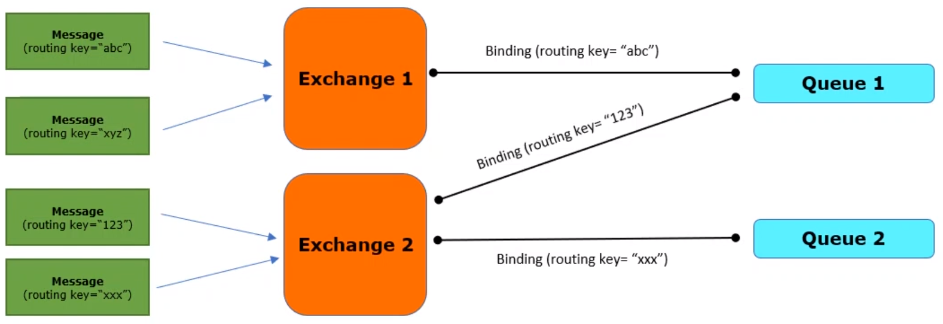 Message
(routing key=“abc”)
Message
(routing key=“xyz”)
Message
(routing key=“123”)
Message
(routing key=“xxx”)
Exchange 1
Exchange 2
Binding (routing key= “abc”)
Binding (routing key= “123”)
Binding (routing key= “xxx”)
Queue 1
Queue 2